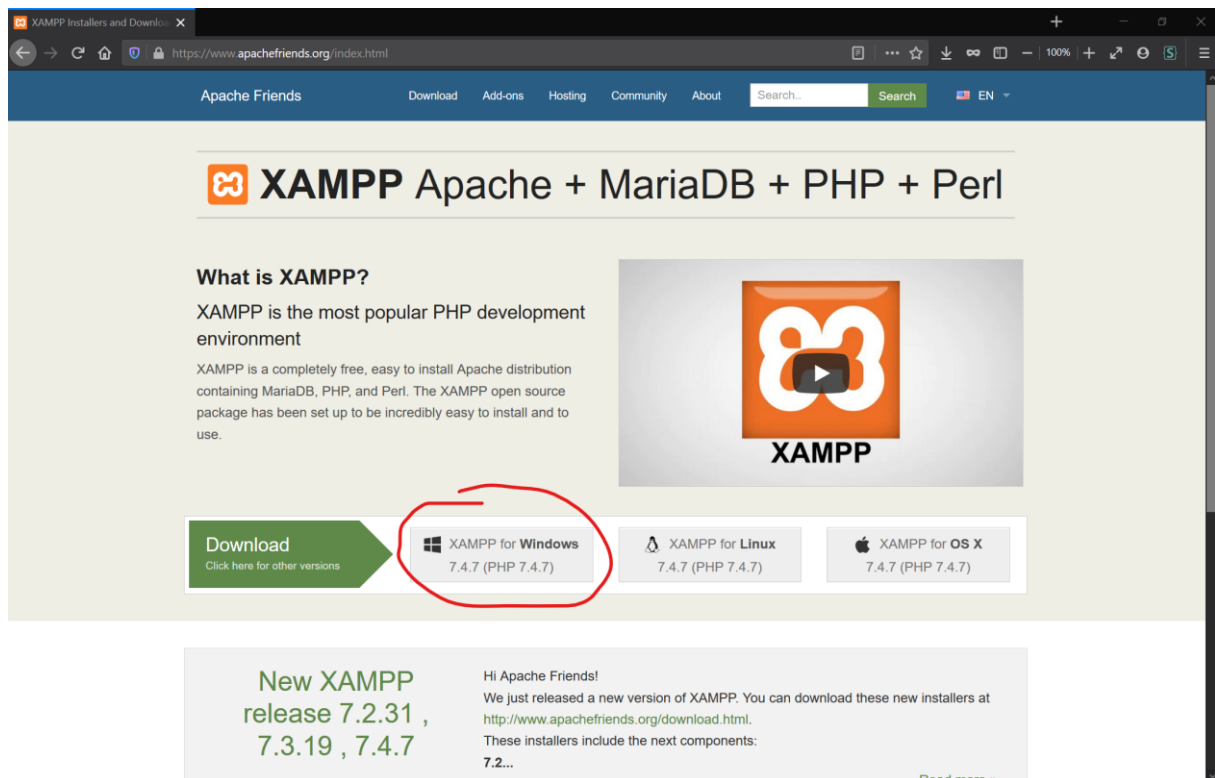 XAMPP Installers and Downloa
https://www.apachefriends.org/index.html
100%
S
Apache Friends
Download
Add-ons
Hosting
Community
About
Search..
Search
EN
XAMPP Apache + MariaDB + PHP + Perl
What is XAMPP?
XAMPP is the most popular PHP development
environment
XAMPP is a completely free, easy to install Apache distribution
containing MariaDB, PHP, and Perl. The XAMPP open source
package has been set up to be incredibly easy to install and to
use.
XAMPP
Download
Click here for other versions
XAMPP for Windows
7.4.7 (PHP 7.4.7)
XAMPP for Linux
7.4.7 (PHP 7.4.7)
XAMPP for OS X
7.4.7 (PHP 7.4.7)
New XAMPP
release 7.2.31 ,
7.3.19 , 7.4.7
Hi Apache Friends!
We just released a new version of XAMPP. You can download these new installers at
http://www.apachefriends.org/download.html.
These installers include the next components:
7.2...
Read more »